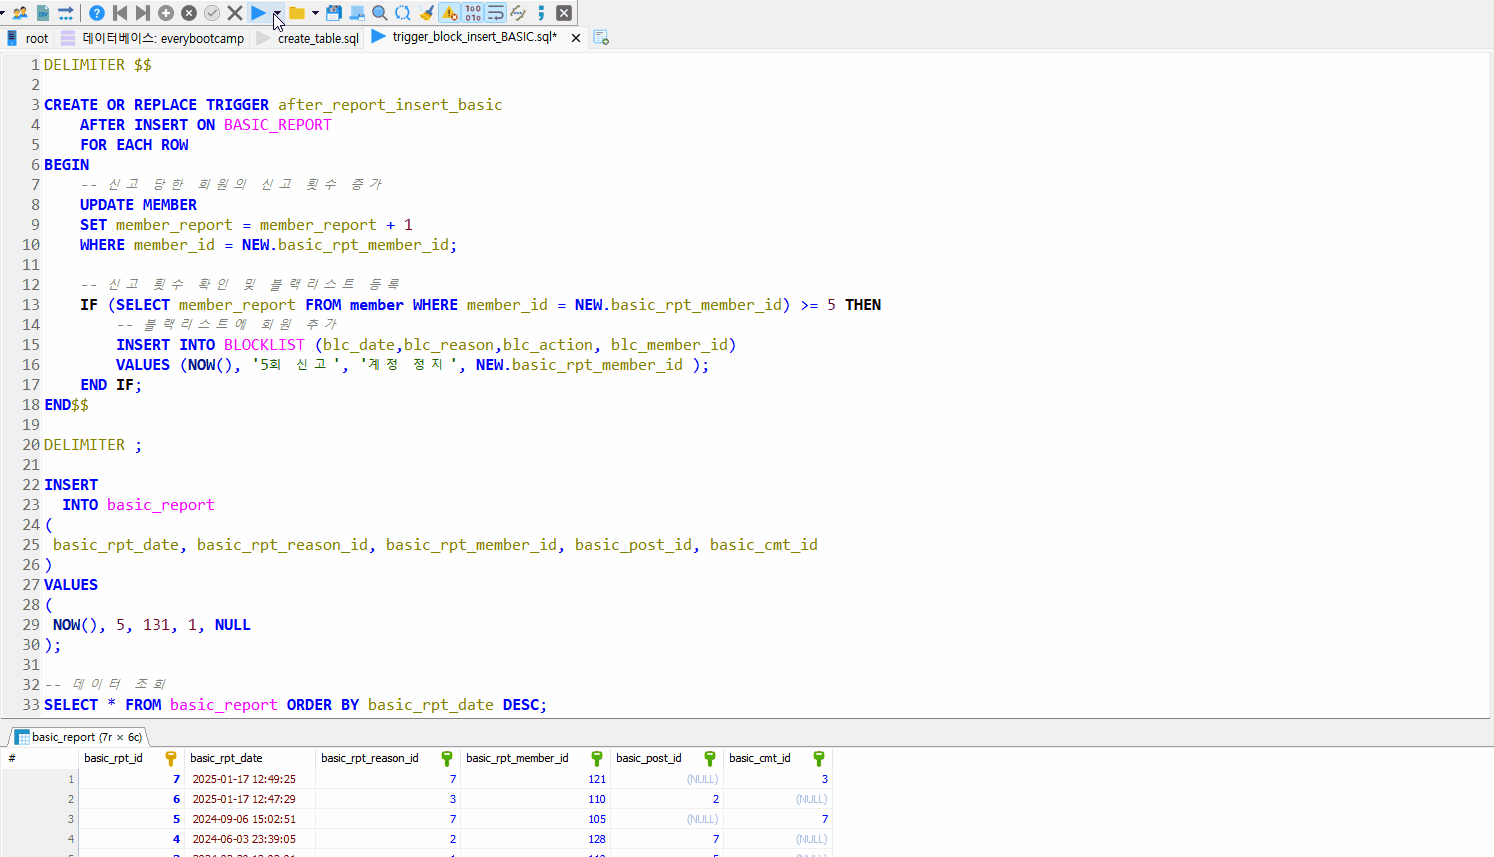 root 데이터베이스: everybootcamp create_table.sql trigger_block_insert_BASIC.sql*
1 DELIMITER $$
2
3 CREATE OR REPLACE TRIGGER after_report_insert_basic
4 AFTER INSERT ON BASIC_REPORT
5 FOR EACH ROW
6 BEGIN
7 -- 신고 당한 회원의 신고 횟수 증가
8 UPDATE MEMBER
9 SET member_report = member_report + 1
10 WHERE member_id = NEW.basic_rpt_member_id;
11
12 -- 신고 횟수 확인 및 블랙리스트 등록
13 IF (SELECT member_report FROM member WHERE member_id = NEW.basic_rpt_member_id) >= 5 THEN
14 -- 블랙리스트에 회원 추가
15 INSERT INTO BLOCKLIST (blc_date,blc_reason,blc_action, blc_member_id)
16 VALUES (NOW(), '5회 신고', '계정 정지', NEW.basic_rpt_member_id );
17 END IF;
18 END$$
19
20 DELIMITER ;
21
22 INSERT
23 INTO basic_report
24 (
25 basic_rpt_date, basic_rpt_reason_id, basic_rpt_member_id, basic_post_id, basic_cmt_id
26 )
27 VALUES
28 (
29 NOW(), 5, 131, 1, NULL
30 );
31
32 -- 데이터 조회
33 SELECT * FROM basic_report ORDER BY basic_rpt_date DESC;
basic_report (7r × 6c)
# basic_rpt_id basic_rpt_date basic_rpt_reason_id basic_rpt_member_id basic_post_id basic_cmt_id
1 7 2025-01-17 12:49:25 7 121 (NULL) 3
2 6 2025-01-17 12:47:29 3 110 2 (NULL)
3 5 2024-09-06 15:02:51 7 105 (NULL) 7
4 4 2024-06-03 23:39:05 2 128 7 (NULL)